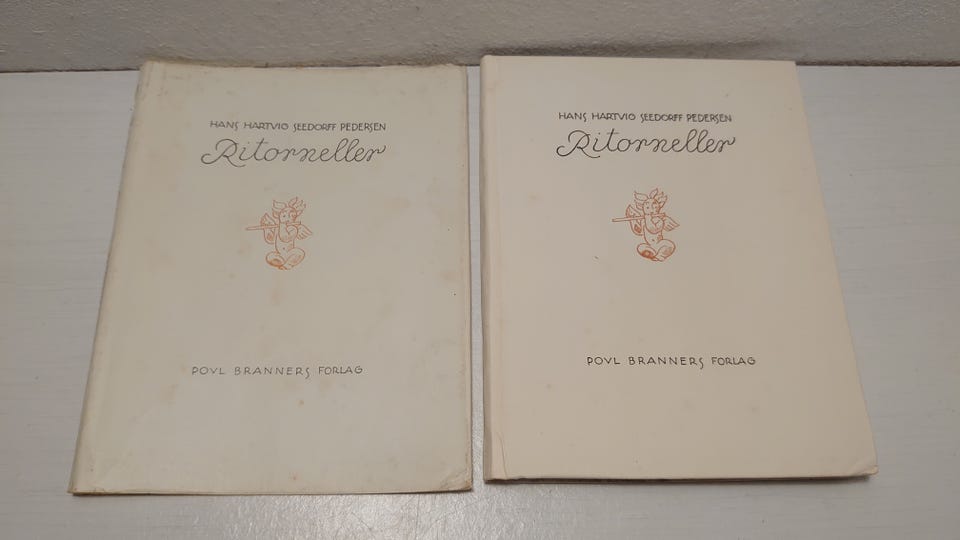 HANS HARTVIG SEEDORFF PEDERSEN
Ritorneller
POVL BRANNERS FORLAG
HANS HARTVIG SEEDORFF PEDERSEN
Ritorneller
POVL BRANNERS FORLAG